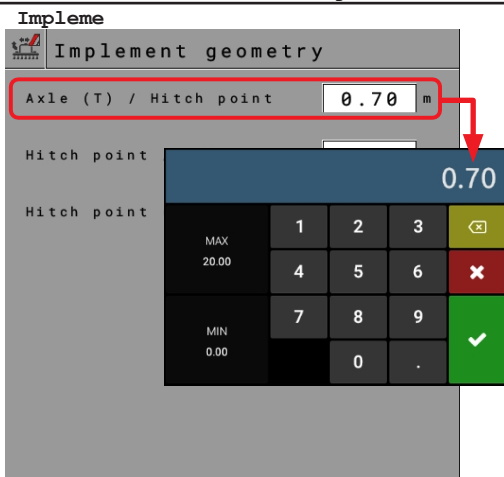 Impleme
Implement geometry
Axle (T) / Hitch point 0.70 m
Hitch point
Hitch point
0.70
MAX
20.00
MIN
0.00
1 2 3
4 5 6
7 8 9
0 .